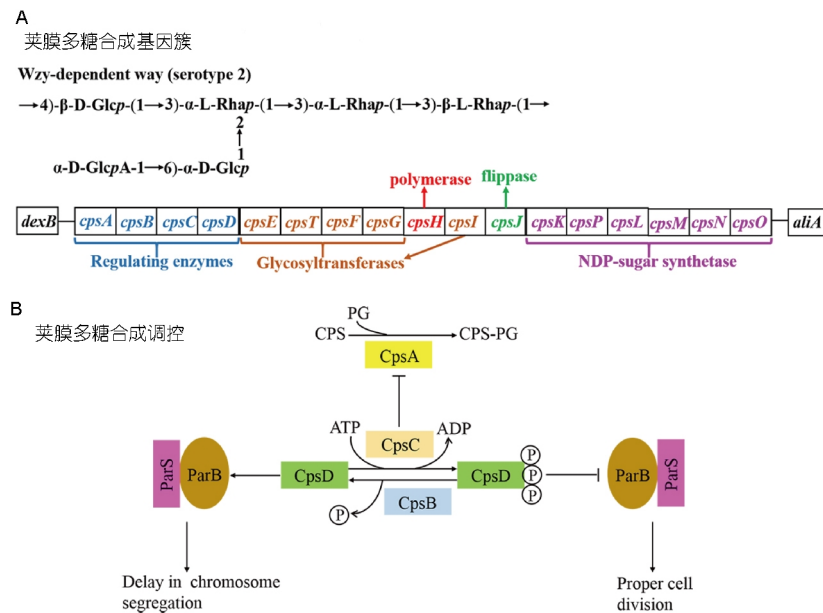 A
荚膜多糖合成基因簇
Wzy-dependent way (serotype 2)
→4)-β-D-Glcp-(1→3)-α-L-Rhap-(1→3)-α-L-Rhap-(1→3)-β-L-Rhap-(1→
2
1
α-D-GlcpA-1→6)-α-D-Glcp
polymerase
flippase
dexB cpsA cpsB cpsC cpsD cpsE cpsT cpsF cpsG cpsH cpsI cpsJ cpsK cpsP cpsL cpsM cpsN cpsO aliA
Regulating enzymes
Glycosyltransferases
NDP-sugar synthetase
B
荚膜多糖合成调控
PG
CPS
CPS-PG
CpsA
ATP
ADP
CpsC
ParS
ParB
CpsD
CpsD
P
P
P
ParB
ParS
CpsB
P
Delay in chromosome
segregation
Proper cell
division